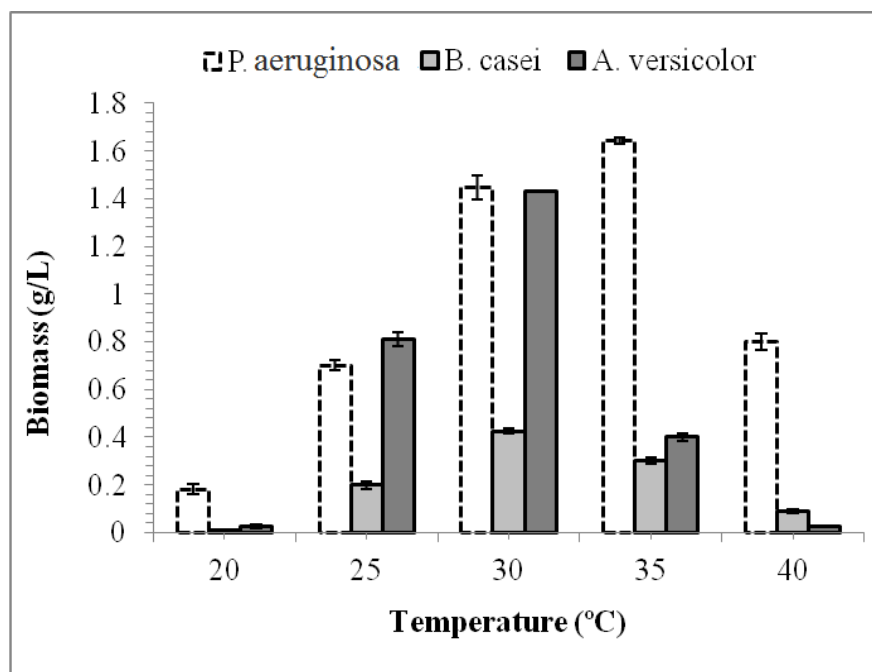 P. aeruginosa B. casei A. versicolor
1.8
1.6
1.4
1.2
1
0.8
0.6
0.4
0.2
0
Biomass (g/L)
20 25 30 35 40
Temperature (ºC)